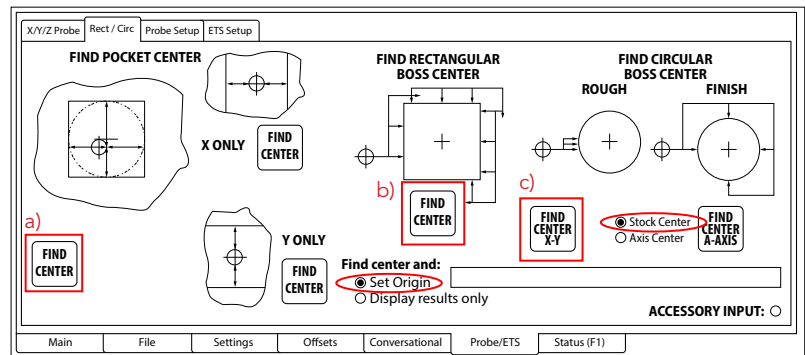 X/Y/Z Probe
Rect / Circ
Probe Setup
ETS Setup
FIND POCKET CENTER
X ONLY
FIND
CENTER
a)
FIND
CENTER
Y ONLY
FIND
CENTER
FIND RECTANGULAR
BOSS CENTER
b)
FIND
CENTER
FIND CIRCULAR
BOSS CENTER
ROUGH
FINISH
c)
FIND
CENTER
X-Y
Stock Center
Axis Center
FIND
CENTER
A-AXIS
Find center and:
Set Origin
Display results only
ACCESSORY INPUT:
Main
File
Settings
Offsets
Conversational
Probe/ETS
Status (F1)